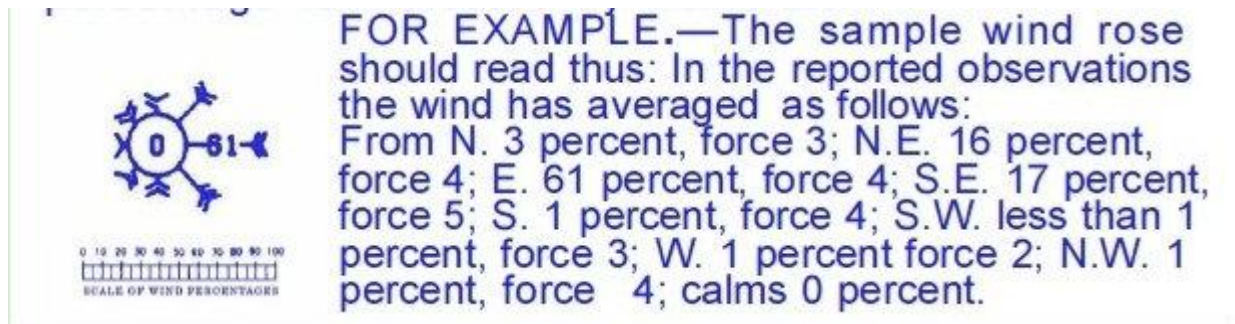 FOR EXAMPLE.—The sample wind rose
should read thus: In the reported observations
the wind has averaged as follows:
From N. 3 percent, force 3; N.E. 16 percent,
force 4; E. 61 percent, force 4; S.E. 17 percent,
force 5; S. 1 percent, force 4; S.W. less than 1
percent, force 3; W. 1 percent force 2; N.W. 1
percent, force 4; calms 0 percent.
0 61
0 10 20 30 40 50 60 70 80 90 100
SCALE OF WIND PERCENTAGES